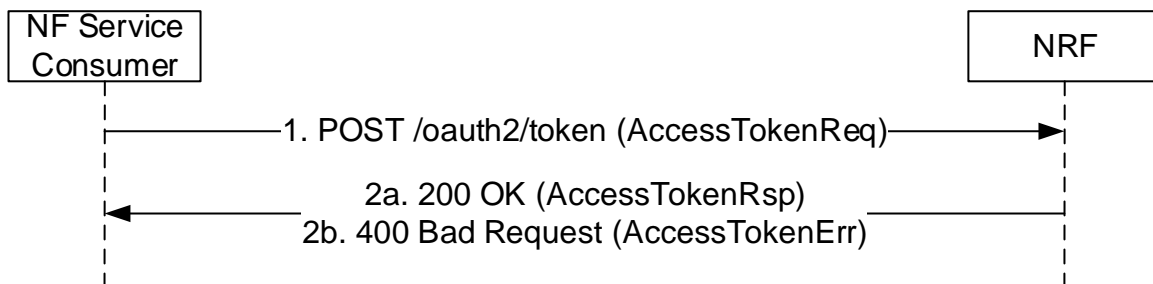 NF Service
Consumer
NRF
1. POST /oauth2/token (AccessTokenReq)
2a. 200 OK (AccessTokenRsp)
2b. 400 Bad Request (AccessTokenErr)